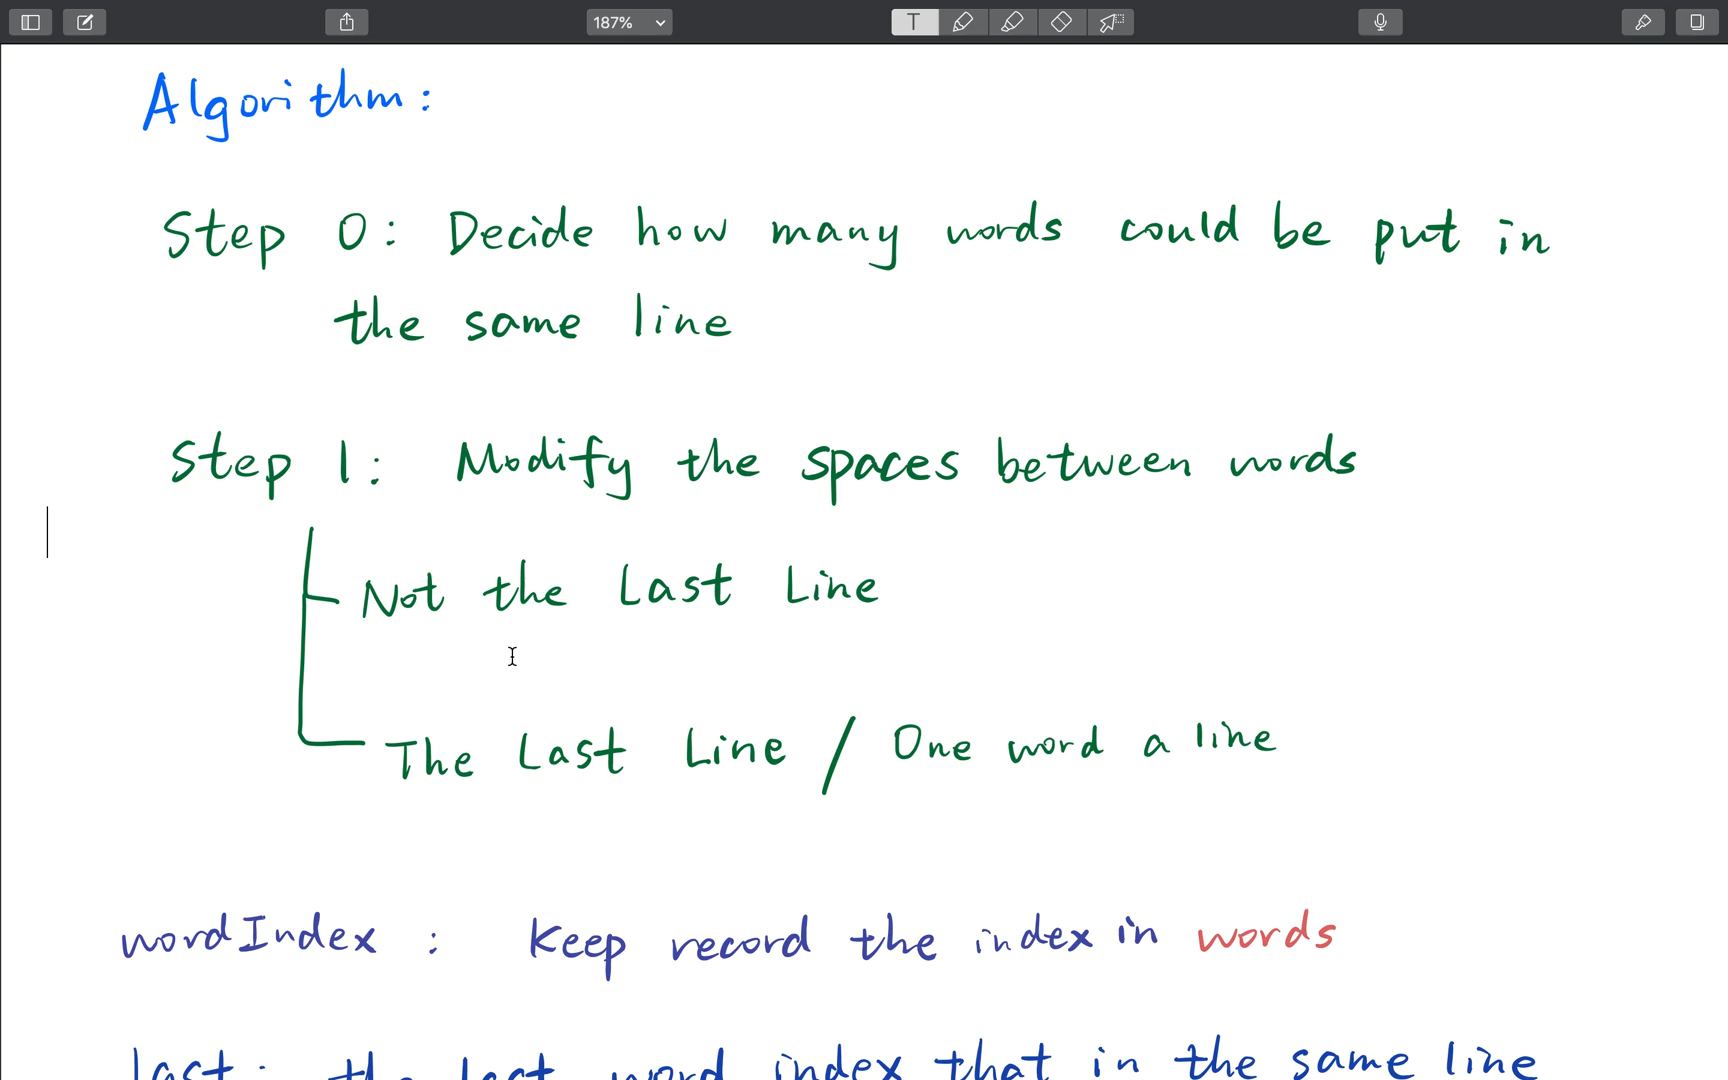 187%
T
Algorithm:
Step 0: Decide how many words could be put in
the same line
Step 1: Modify the spaces between words
Not the Last Line
The Last Line / One word a line
wordIndex : Keep record the index in words
last: the last word index that in the same line